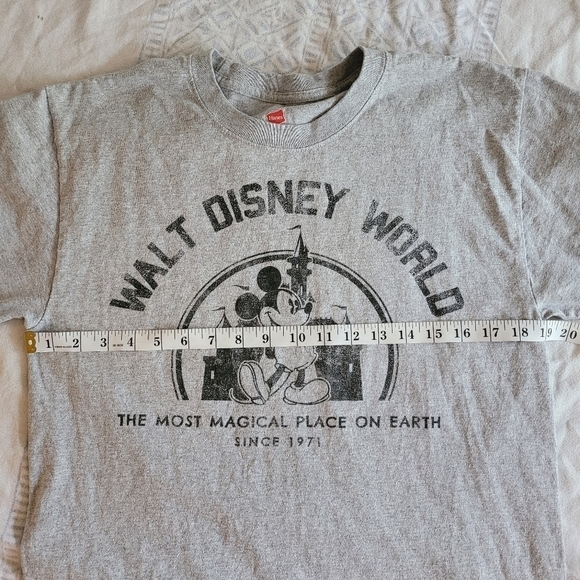 Hanes
WALT DISNEY WORLD
1 2 3 4 5 6 7 8 9 10 11 12 13 14 15 16 17 18 19 20
THE MOST MAGICAL PLACE ON EARTH
SINCE 1971